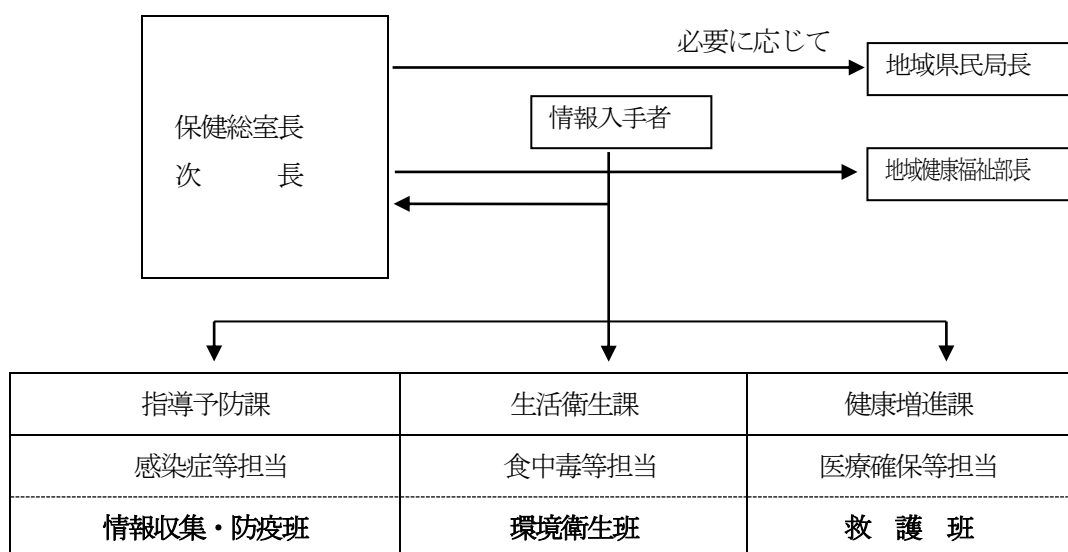 必要に応じて
地域県民局長
情報入手者
保健総室長
次　　　長
地域健康福祉部長
指導予防課
生活衛生課
健康増進課
感染症等担当
食中毒等担当
医療確保等担当
情報収集・防疫班
環境衛生班
救　護　班